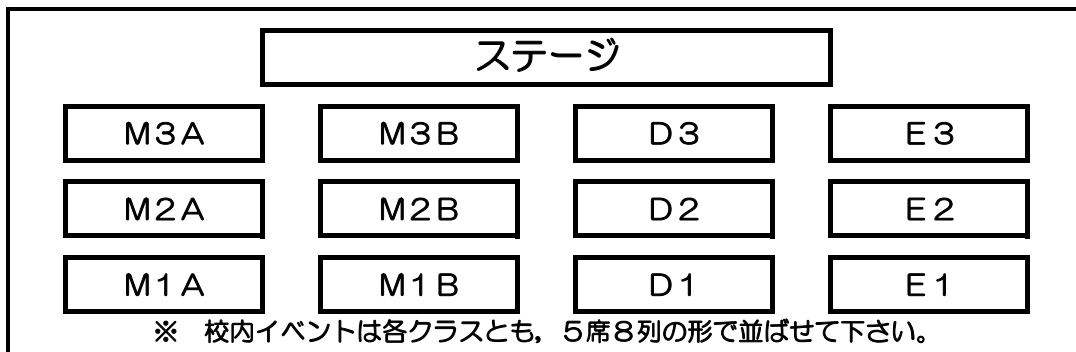 ステージ
M3A M3B D3 E3
M2A M2B D2 E2
M1A M1B D1 E1
※ 校内イベントは各クラスとも，5席8列の形で並ばせて下さい。